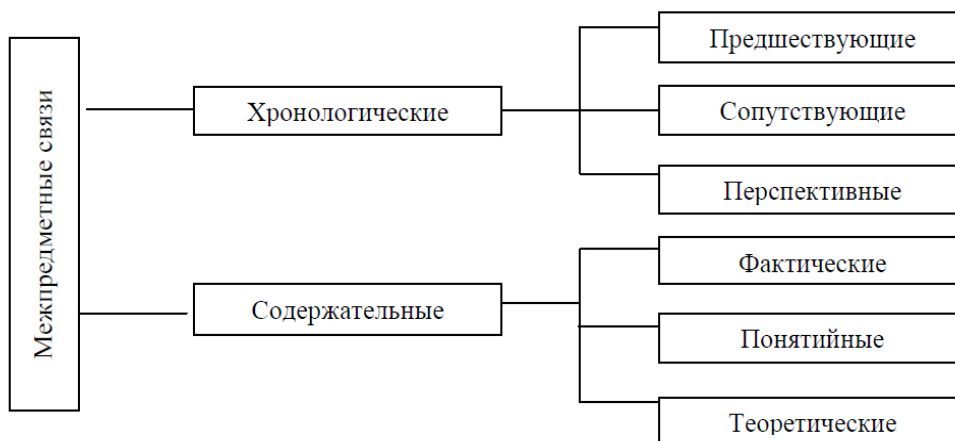 Межпредметные связи
Хронологические
Предшествующие
Сопутствующие
Перспективные
Содержательные
Фактические
Понятийные
Теоретические